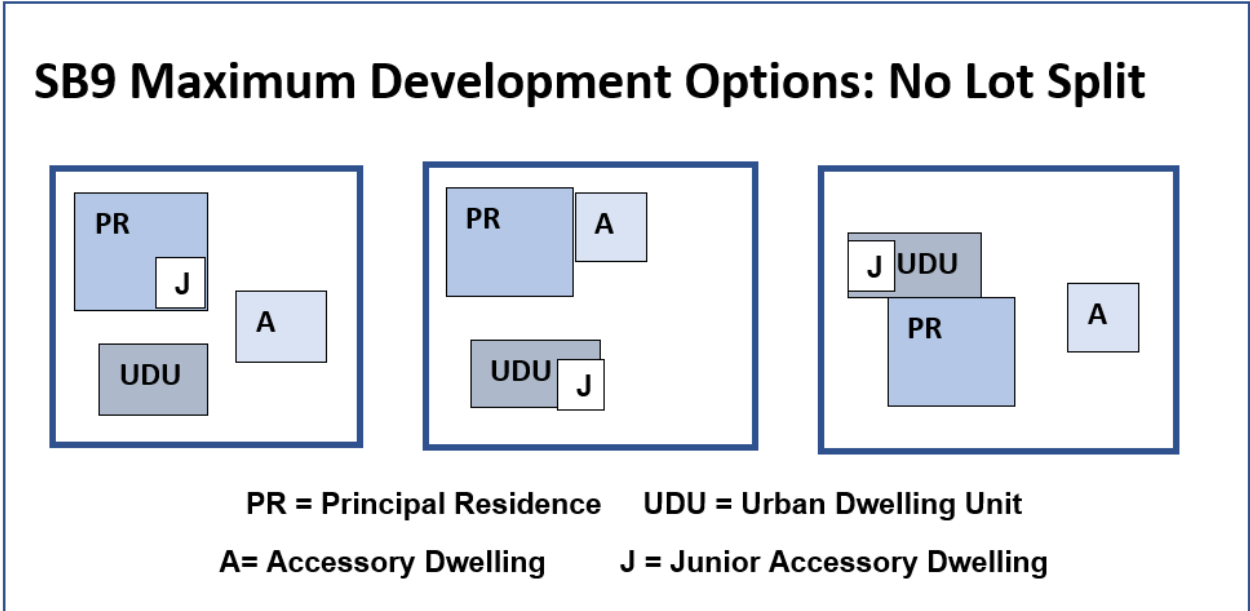 SB9 Maximum Development Options: No Lot Split
PR
J
A
UDU
PR
A
UDU
J
J
UDU
PR
A
PR = Principal Residence UDU = Urban Dwelling Unit
A= Accessory Dwelling J = Junior Accessory Dwelling